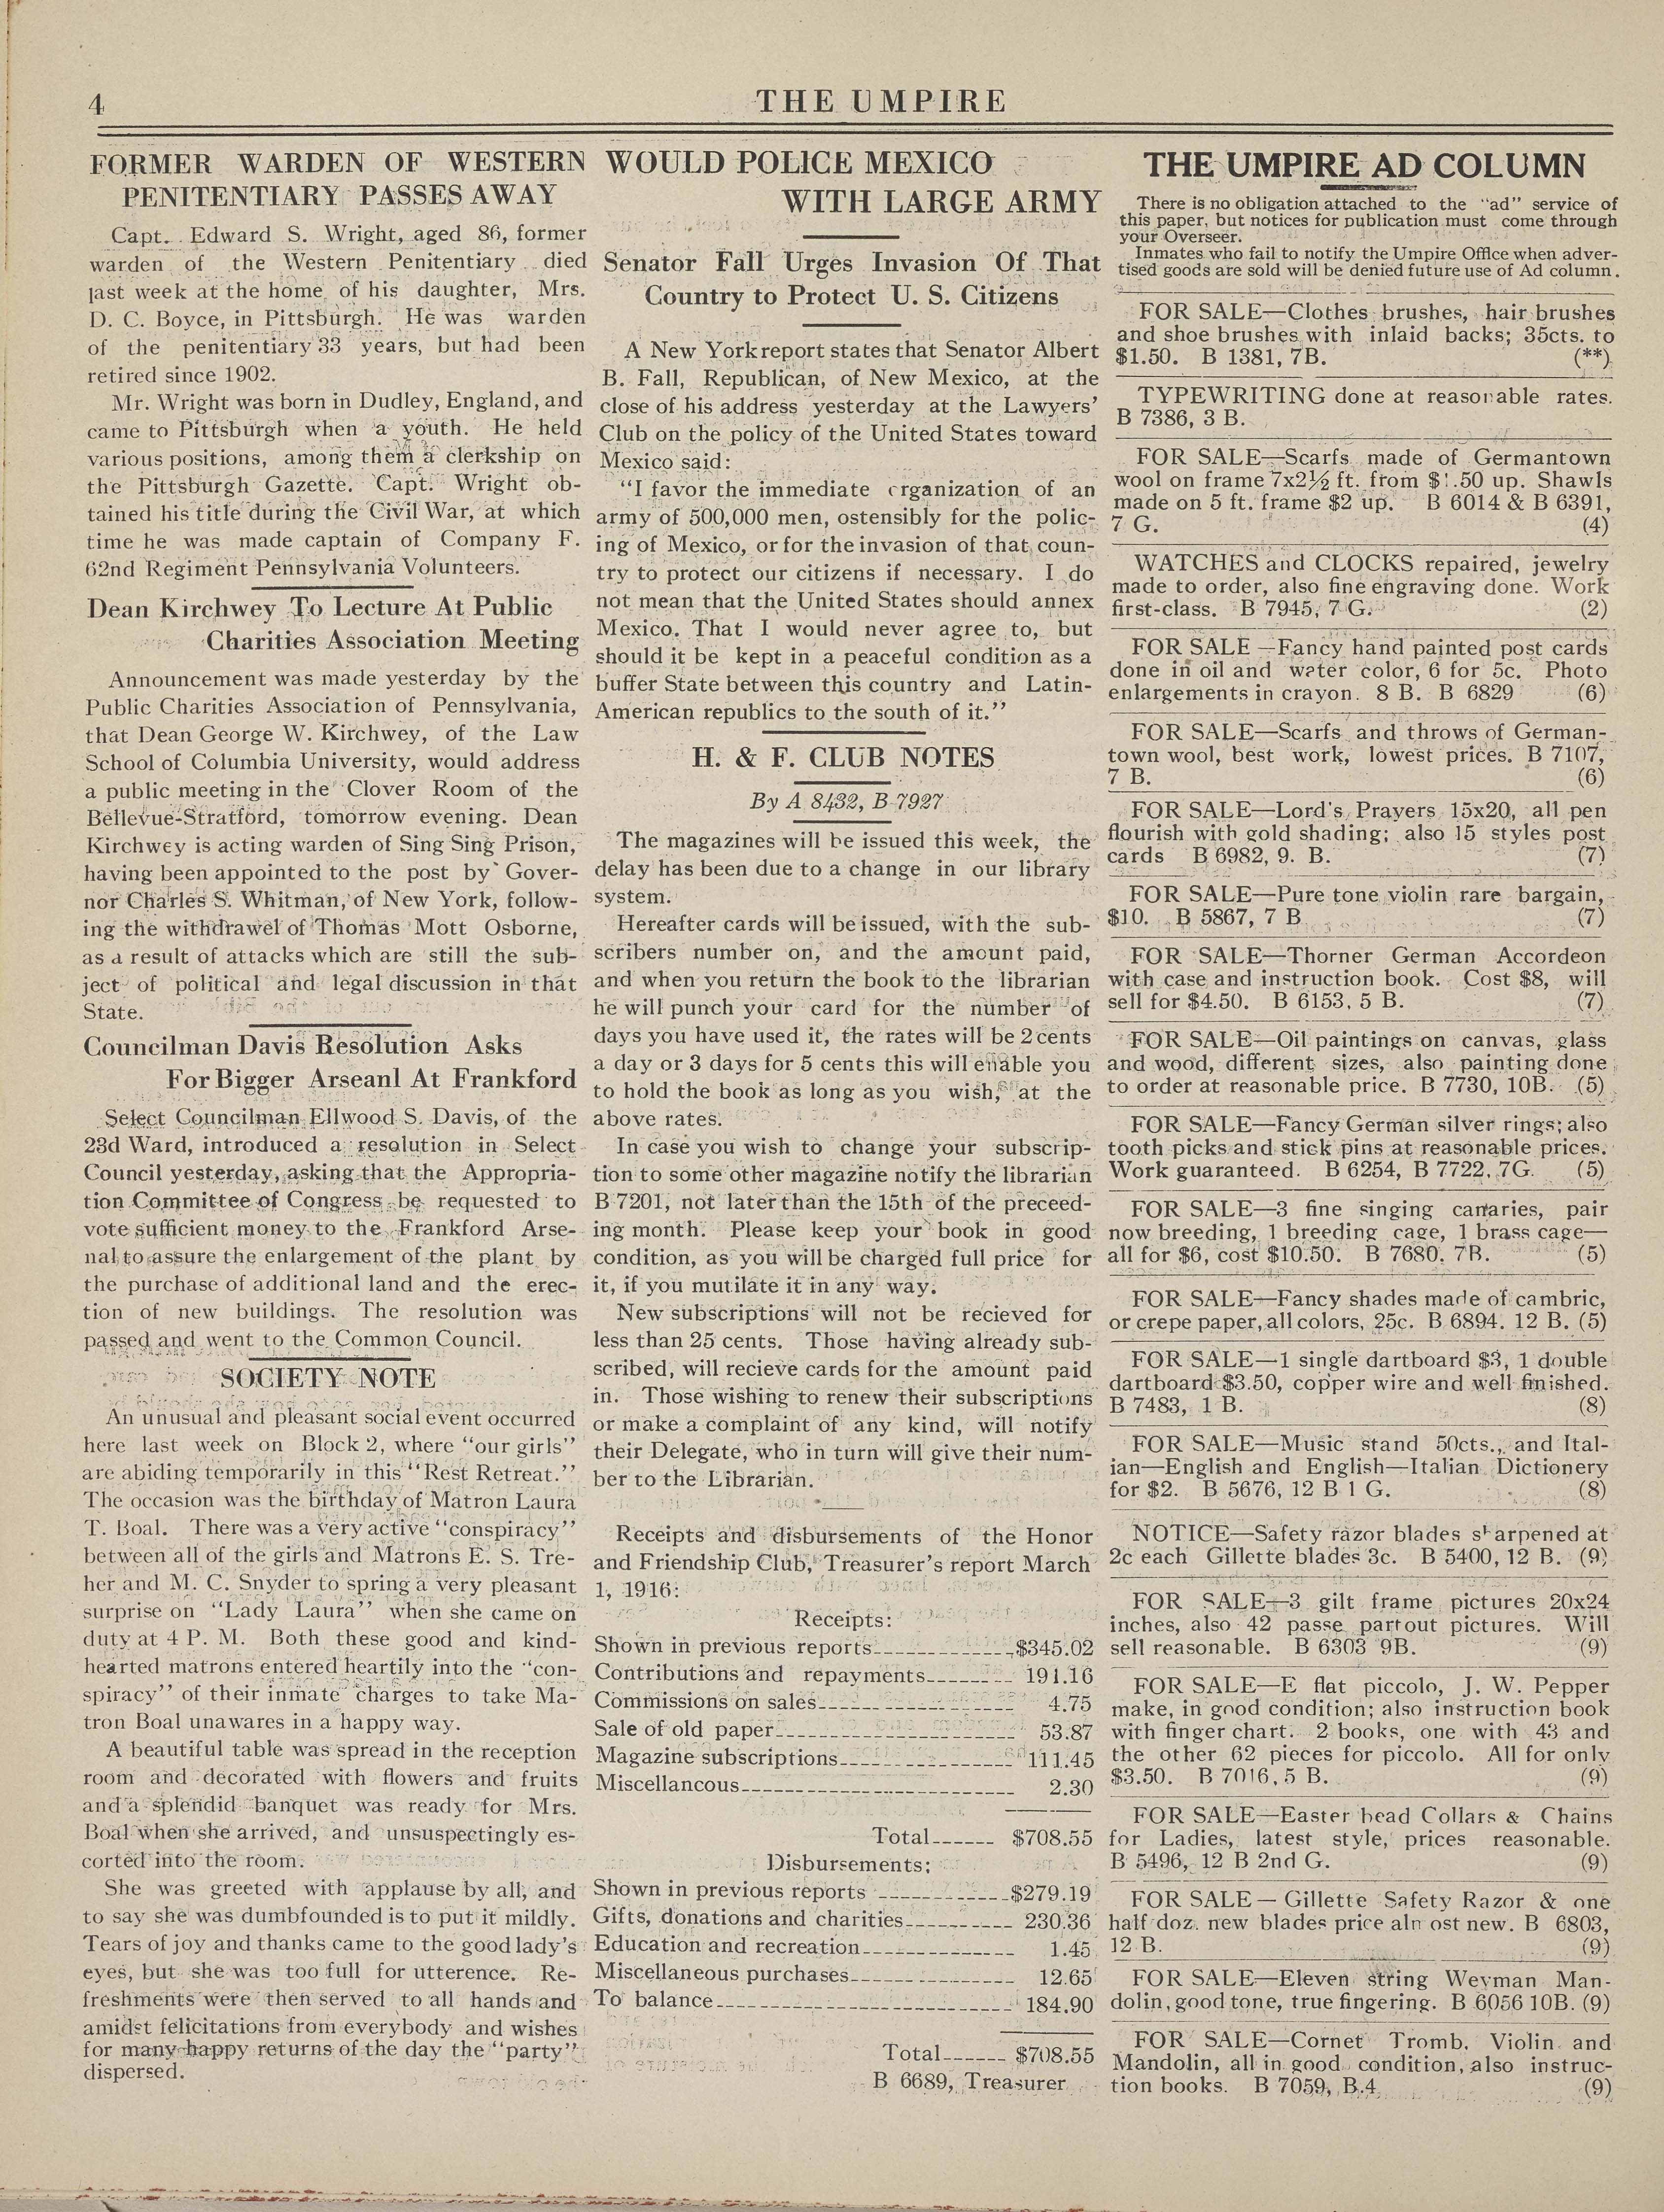 4
THE UMPIRE
FORMER WARDEN OF WESTERN
PENITENTIARY PASSES AWAY
Capt. Edward S. Wright, aged 86, former
warden of the Western Penitentiary died
last week at the home of his daughter, Mrs.
D. C. Boyce, in Pittsburgh. He was warden
of the penitentiary 33 years, but had been
retired since 1902.
Mr. Wright was born in Dudley, England, and
came to Pittsburgh when a youth. He held
various positions, among them a clerkship on
the Pittsburgh Gazette. Capt. Wright ob-
tained his title during the Civil War, at which
time he was made captain of Company F.
62nd Regiment Pennsylvania Volunteers.
Dean Kirchwey To Lecture At Public
Charities Association Meeting
Announcement was made yesterday by the
Public Charities Association of Pennsylvania,
that Dean George W. Kirchwey, of the Law
School of Columbia University, would address
a public meeting in the Clover Room of the
Bellevue-Stratford, tomorrow evening. Dean
Kirchwey is acting warden of Sing Sing Prison,
having been appointed to the post by Gover-
nor Charles S. Whitman, of New York, follow-
ing the withdrawel of Thomas Mott Osborne,
as a result of attacks which are still the sub-
ject of political and legal discussion in that
State.
Councilman Davis Resolution Asks
For Bigger Arseanl At Frankford
Select Councilman Ellwood S. Davis, of the
23d Ward, introduced a resolution in Select
Council yesterday, asking that the Appropria-
tion Committee of Congress be requested to
vote sufficient money to the Frankford Arse-
nal to assure the enlargement of the plant by
the purchase of additional land and the erec-
tion of new buildings. The resolution was
passed and went to the Common Council.
SOCIETY NOTE
An unusual and pleasant social event occurred
here last week on Block 2, where "our girls"
are abiding temporarily in this "Rest Retreat."
The occasion was the birthday of Matron Laura
T. Boal. There was a very active "conspiracy"
between all of the girls and Matrons E. S. Tre-
her and M. C. Snyder to spring a very pleasant
surprise on "Lady Laura" when she came on
duty at 4 P. M. Both these good and kind-
hearted matrons entered heartily into the "con-
spiracy" of their inmate charges to take Ma-
tron Boal unawares in a happy way.
A beautiful table was spread in the reception
room and decorated with flowers and fruits
and a splendid banquet was ready for Mrs.
Boal when she arrived, and unsuspectingly es-
corted into the room.
She was greeted with applause by all, and
to say she was dumbfounded is to put it mildly.
Tears of joy and thanks came to the good lady's
eyes, but she was too full for utterence. Re-
freshments were then served to all hands and
amidst felicitations from everybody and wishes
for many happy returns of the day the "party"
dispersed.
WOULD POLICE MEXICO
WITH LARGE ARMY
Senator Fall Urges Invasion Of That
Country to Protect U. S. Citizens
A New York report states that Senator Albert
B. Fall, Republican, of New Mexico, at the
close of his address yesterday at the Lawyers'
Club on the policy of the United States toward
Mexico said:
"I favor the immediate organization of an
army of 500,000 men, ostensibly for the polic-
ing of Mexico, or for the invasion of that coun-
try to protect our citizens if necessary. I do
not mean that the United States should annex
Mexico. That I would never agree to, but
should it be kept in a peaceful condition as a
buffer State between this country and Latin-
American republics to the south of it."
H. & F. CLUB NOTES
By A 8432, B 7927
The magazines will be issued this week, the
delay has been due to a change in our library
system.
Hereafter cards will be issued, with the sub-
scribers number on, and the amount paid,
and when you return the book to the librarian
he will punch your card for the number of
days you have used it, the rates will be 2 cents
a day or 3 days for 5 cents this will enable you
to hold the book as long as you wish, at the
above rates.
In case you wish to change your subscrip-
tion to some other magazine notify the librarian
B 7201, not later than the 15th of the preceed-
ing month. Please keep your book in good
condition, as you will be charged full price for
it, if you mutilate it in any way.
New subscriptions will not be recieved for
less than 25 cents. Those having already sub-
scribed, will recieve cards for the amount paid
in. Those wishing to renew their subscriptions
or make a complaint of any kind, will notify
their Delegate, who in turn will give their num-
ber to the Librarian.
Receipts and disbursements of the Honor
and Friendship Club, Treasurer's report March
1, 1916:
Receipts:
Shown in previous reports $345.02
Contributions and repayments 191.16
Commissions on sales 4.75
Sale of old paper 53.87
Magazine subscriptions 111.45
Miscellancous 2.30
Total $708.55
Disbursements:
Shown in previous reports $279.19
Gifts, donations and charities 230.36
Education and recreation 1.45
Miscellaneous purchases 12.65
To balance 184.90
Total $708.55
B 6689, Treasurer
THE UMPIRE AD COLUMN
There is no obligation attached to the "ad" service of
this paper, but notices for publication must come through
your Overseer.
Inmates who fail to notify the Umpire Office when adver-
tised goods are sold will be denied future use of Ad column.
FOR SALE—Clothes brushes, hair brushes
and shoe brushes with inlaid backs; 35cts. to
$1.50. B 1381, 7B. (**)
TYPEWRITING done at reasonable rates.
B 7386, 3 B.
FOR SALE—Scarfs made of Germantown
wool on frame 7x2½ ft. from $1.50 up. Shawls
made on 5 ft. frame $2 up. B 6014 & B 6391,
7 G. (4)
WATCHES and CLOCKS repaired, jewelry
made to order, also fine engraving done. Work
first-class. B 7945, 7 G. (2)
FOR SALE—Fancy hand painted post cards
done in oil and water color, 6 for 5c. Photo
enlargements in crayon. 8 B. B 6829 (6)
FOR SALE—Scarfs and throws of German-
town wool, best work, lowest prices. B 7107,
7 B. (6)
FOR SALE—Lord's Prayers 15x20, all pen
flourish with gold shading; also 15 styles post
cards B 6982, 9. B. (7)
FOR SALE—Pure tone violin rare bargain,
$10. B 5867, 7 B (7)
FOR SALE—Thorner German Accordeon
with case and instruction book. Cost $8, will
sell for $4.50. B 6153, 5 B. (7)
FOR SALE—Oil paintings on canvas, glass
and wood, different sizes, also painting done
to order at reasonable price. B 7730, 10B. (5)
FOR SALE—Fancy German silver rings; also
tooth picks and stick pins at reasonable prices.
Work guaranteed. B 6254, B 7722, 7G. (5)
FOR SALE—3 fine singing canaries, pair
now breeding, 1 breeding cage, 1 brass cage—
all for $6, cost $10.50. B 7680, 7B. (5)
FOR SALE—Fancy shades made of cambric,
or crepe paper, all colors, 25c. B 6894. 12 B. (5)
FOR SALE—1 single dartboard $3, 1 double
dartboard $3.50, copper wire and well finished.
B 7483, 1 B. (8)
FOR SALE—Music stand 50cts., and Ital-
ian—English and English—Italian Dictionery
for $2. B 5676, 12 B 1 G. (8)
NOTICE—Safety razor blades sharpened at
2c each Gillette blades 3c. B 5400, 12 B. (9)
FOR SALE—3 gilt frame pictures 20x24
inches, also 42 passe partout pictures. Will
sell reasonable. B 6303 9B. (9)
FOR SALE—E flat piccolo, J. W. Pepper
make, in good condition; also instruction book
with finger chart. 2 books, one with 43 and
the other 62 pieces for piccolo. All for only
$3.50. B 7016, 5 B. (9)
FOR SALE—Easter bead Collars & Chains
for Ladies, latest style, prices reasonable.
B 5496, 12 B 2nd G. (9)
FOR SALE—Gillette Safety Razor & one
half doz. new blades price almost new. B 6803,
12 B. (9)
FOR SALE—Eleven string Weyman Man-
dolin, good tone, true fingering. B 6056 10B. (9)
FOR SALE—Cornet Tromb. Violin and
Mandolin, all in good condition, also instruc-
tion books. B 7059, B.4 (9)